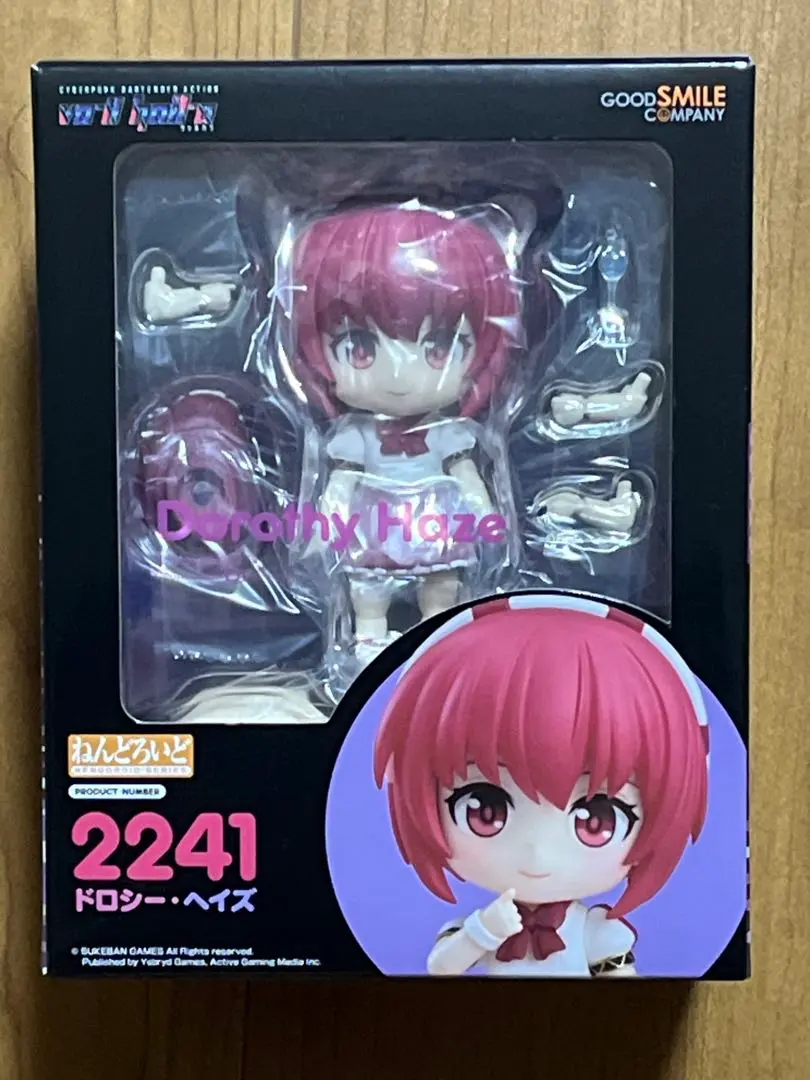 CYBERPUNK BARTENDER ACTION
VA-11 Hall-A
GOODSMILE
COMPANY
Dorothy Haze
ねんどろいど
NENDOROID SERIES
PRODUCT NUMBER
2241
ドロシー・ヘイズ
© SUKEBAN GAMES All Rights reserved.
Published by Ysbryd Games, Active Gaming Media Inc.